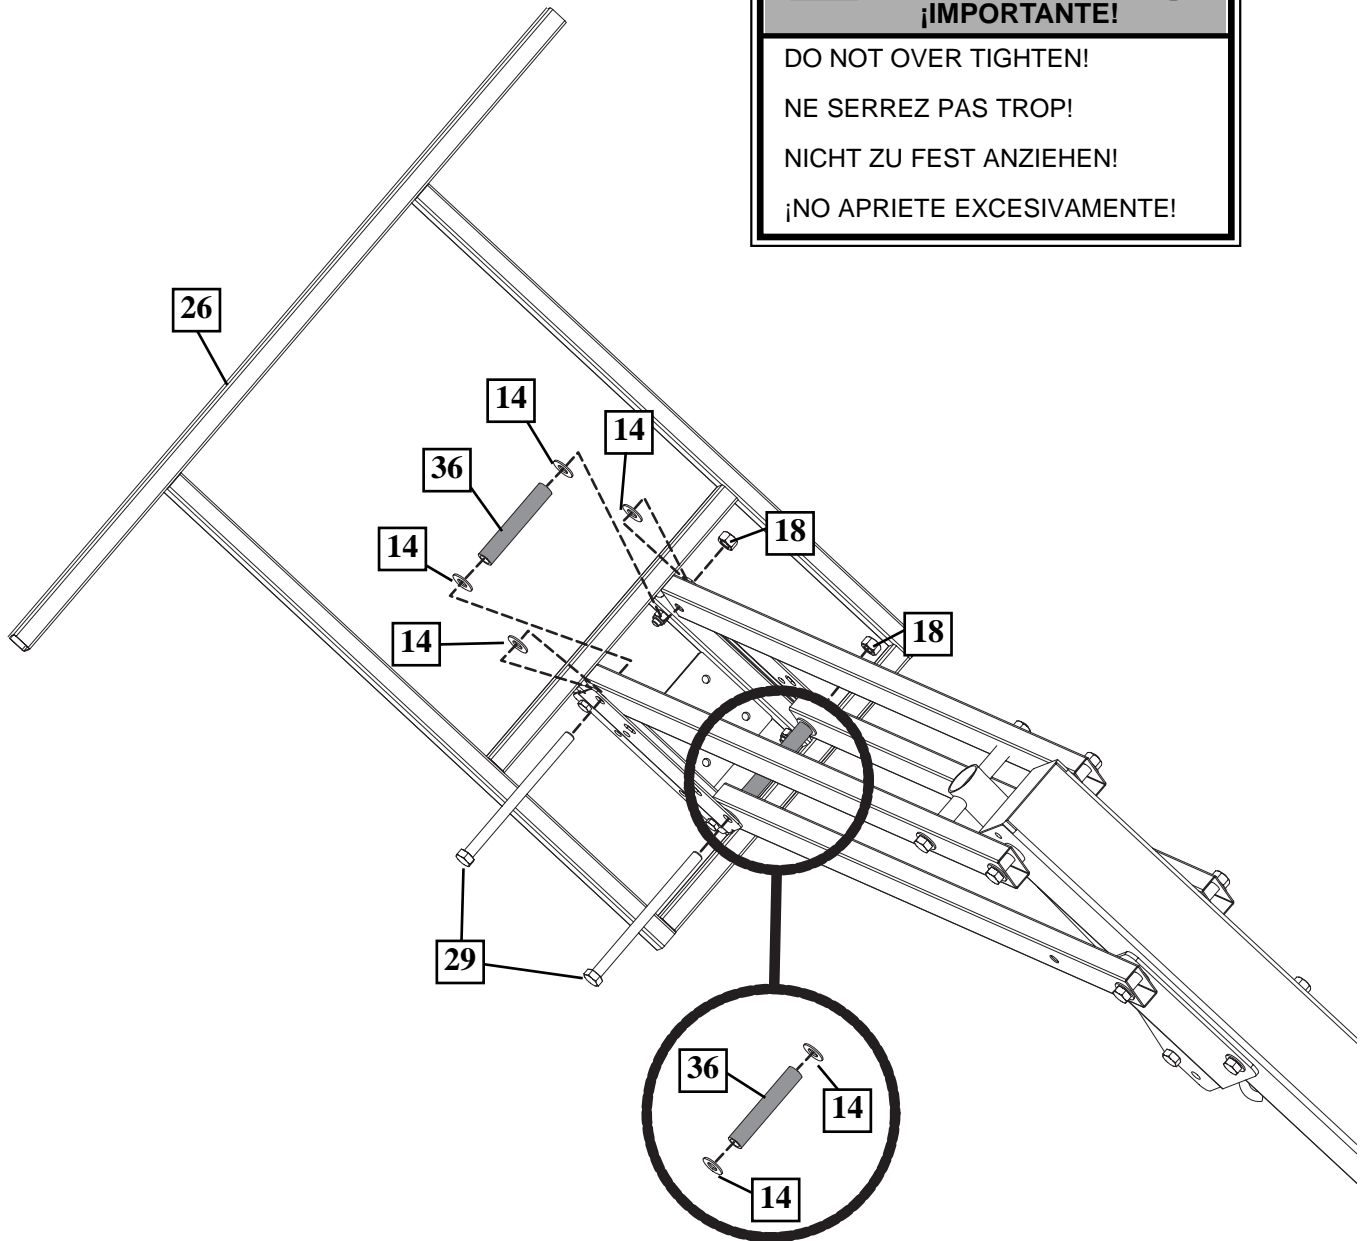 ¡IMPORTANTE!
DO NOT OVER TIGHTEN!
NE SERREZ PAS TROP!
NICHT ZU FEST ANZIEHEN!
¡NO APRIETE EXCESIVAMENTE!
26
14
14
36
18
14
14
18
29
36
14
14